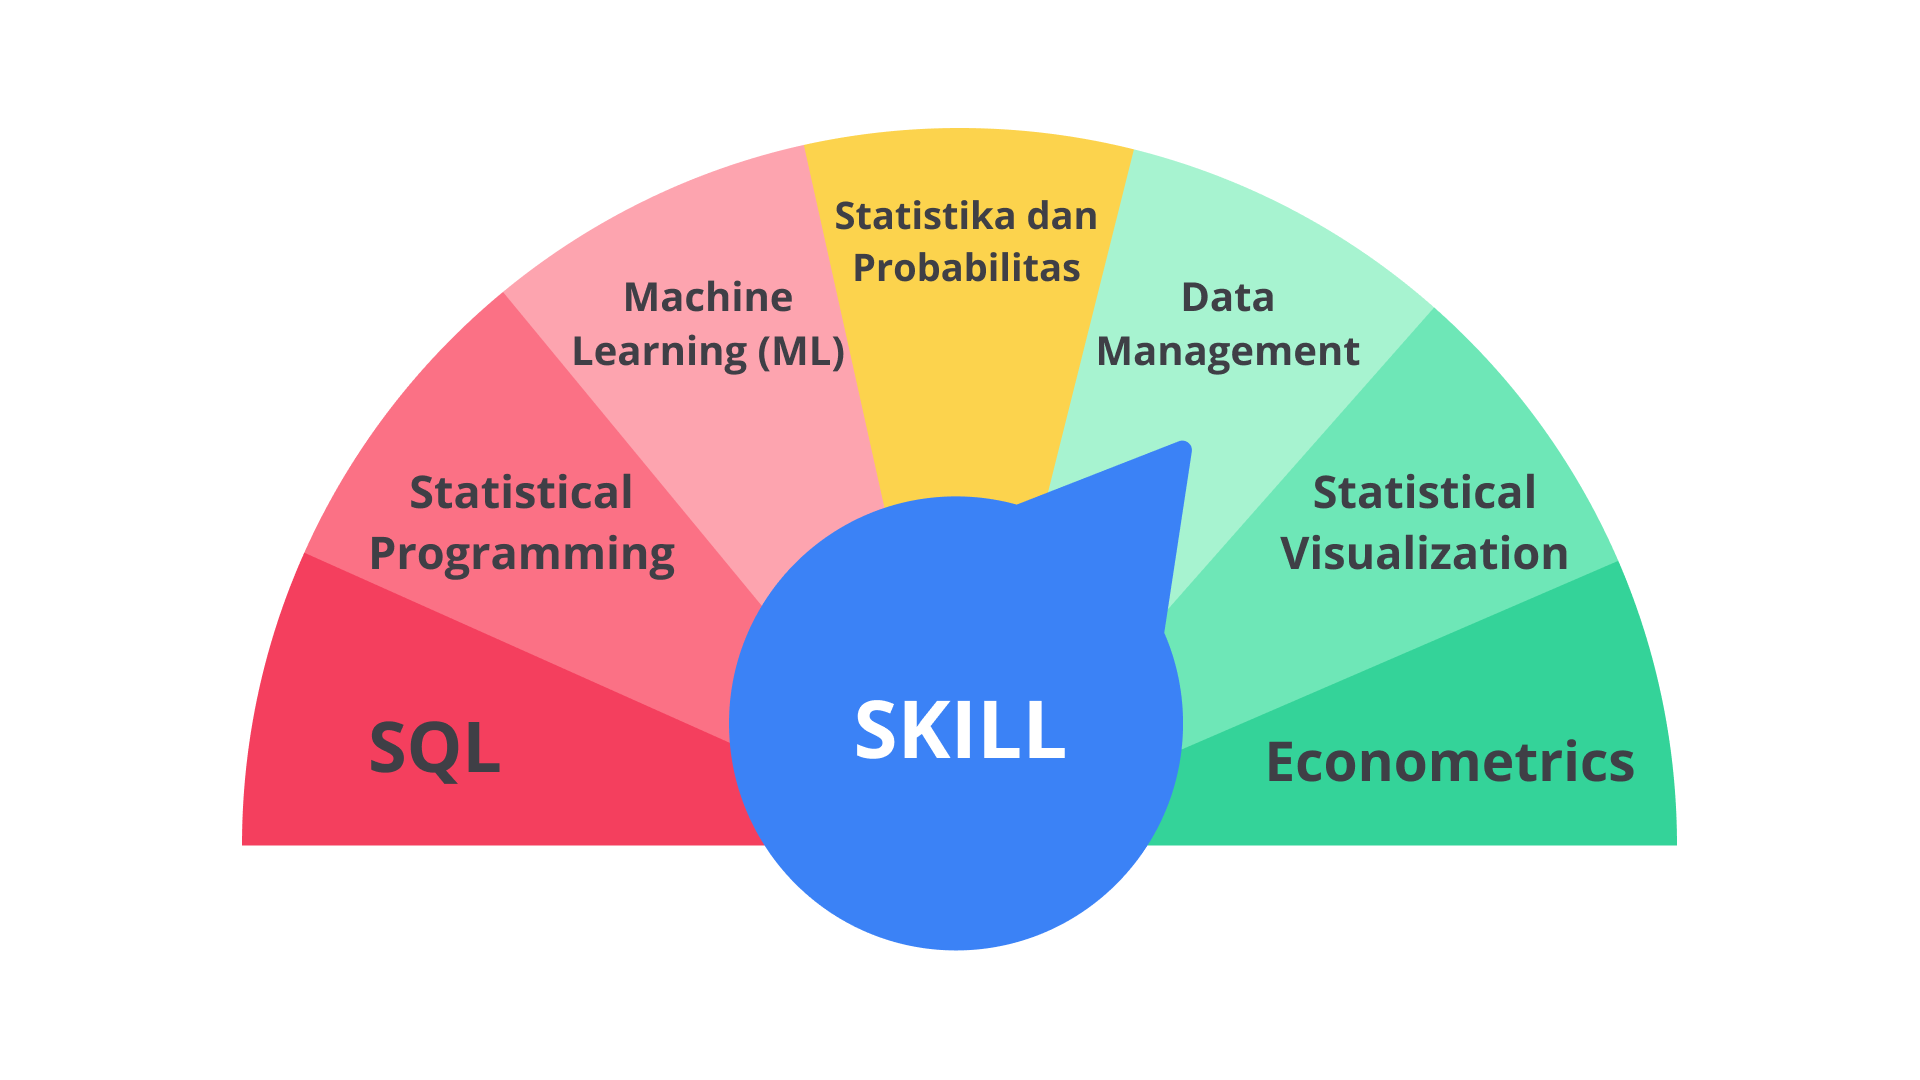 Statistika dan
Probabilitas
Machine
Learning (ML)
Data
Management
Statistical
Programming
Statistical
Visualization
SQL
SKILL
Econometrics